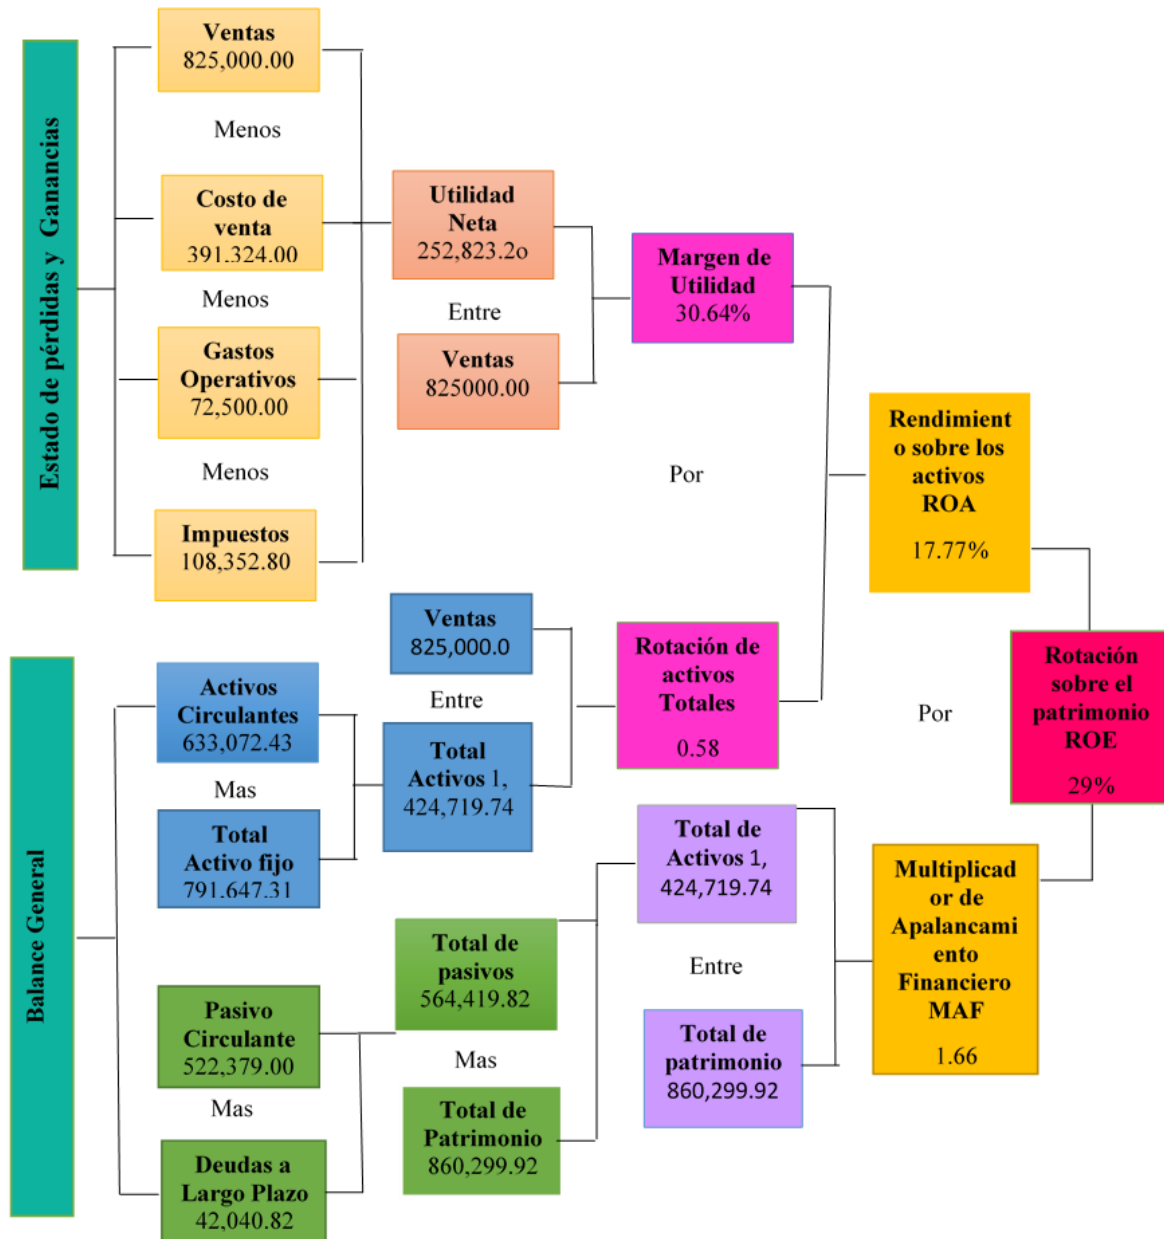 Estado de pérdidas y Ganancias
Ventas
825,000.00
Menos
Costo de
venta
391.324.00
Menos
Gastos
Operativos
72,500.00
Menos
Impuestos
108,352.80
Utilidad
Neta
252,823.2o
Entre
Ventas
825000.00
Margen de
Utilidad
30.64%
Por
Rendimient
o sobre los
activos
ROA
17.77%
Balance General
Activos
Circulantes
633,072.43
Mas
Total
Activo fijo
791.647.31
Ventas
825,000.0
Entre
Total
Activos 1,
424,719.74
Rotación de
activos
Totales
0.58
Por
Rotación
sobre el
patrimonio
ROE
29%
Pasivo
Circulante
522,379.00
Mas
Deudas a
Largo Plazo
42,040.82
Total de
pasivos
564,419.82
Mas
Total de
Patrimonio
860,299.92
Total de
Activos 1,
424,719.74
Entre
Total de
patrimonio
860,299.92
Multiplicad
or de
Apalancami
ento
Financiero
MAF
1.66